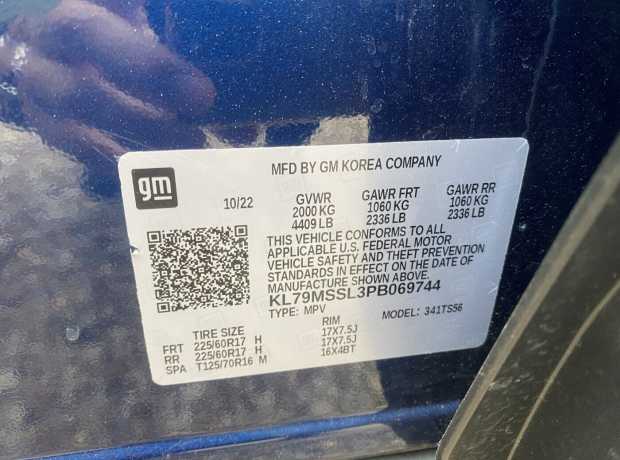 MFD BY GM KOREA COMPANY
gm
10/22 GVWR GAWR FRT GAWR RR
2000 KG 1060 KG 1060 KG
4409 LB 2336 LB 2336 LB
THIS VEHICLE CONFORMS TO ALL
APPLICABLE U.S. FEDERAL MOTOR
VEHICLE SAFETY AND THEFT PREVENTION
STANDARDS IN EFFECT ON THE DATE OF
MANUFACTURE SHOWN ABOVE.
KL79MSSL3PB069744
TYPE: MPV MODEL: 341TS56
TIRE SIZE RIM
FRT 225/60R17 H 17X7.5J
RR 225/60R17 H 17X7.5J
SPA T125/70R16 M 16X4BT